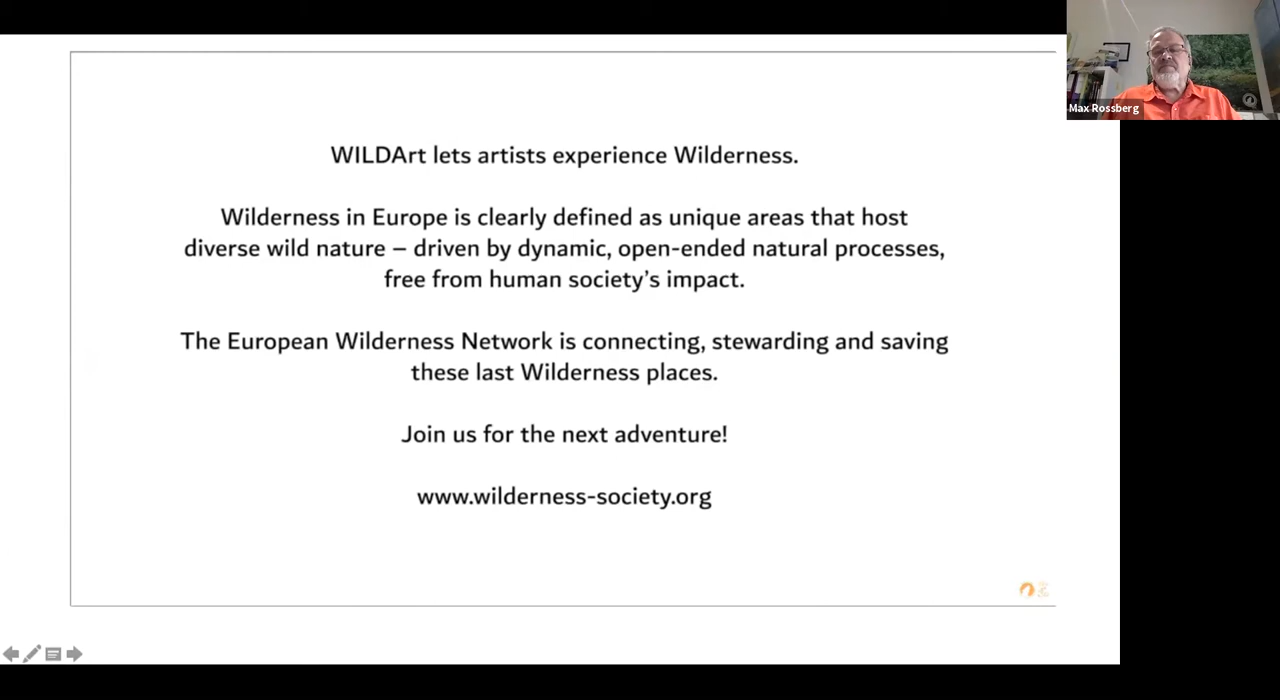 Max Rossberg
WILDArt lets artists experience Wilderness.
Wilderness in Europe is clearly defined as unique areas that host
diverse wild nature – driven by dynamic, open-ended natural processes,
free from human society’s impact.
The European Wilderness Network is connecting, stewarding and saving
these last Wilderness places.
Join us for the next adventure!
www.wilderness-society.org